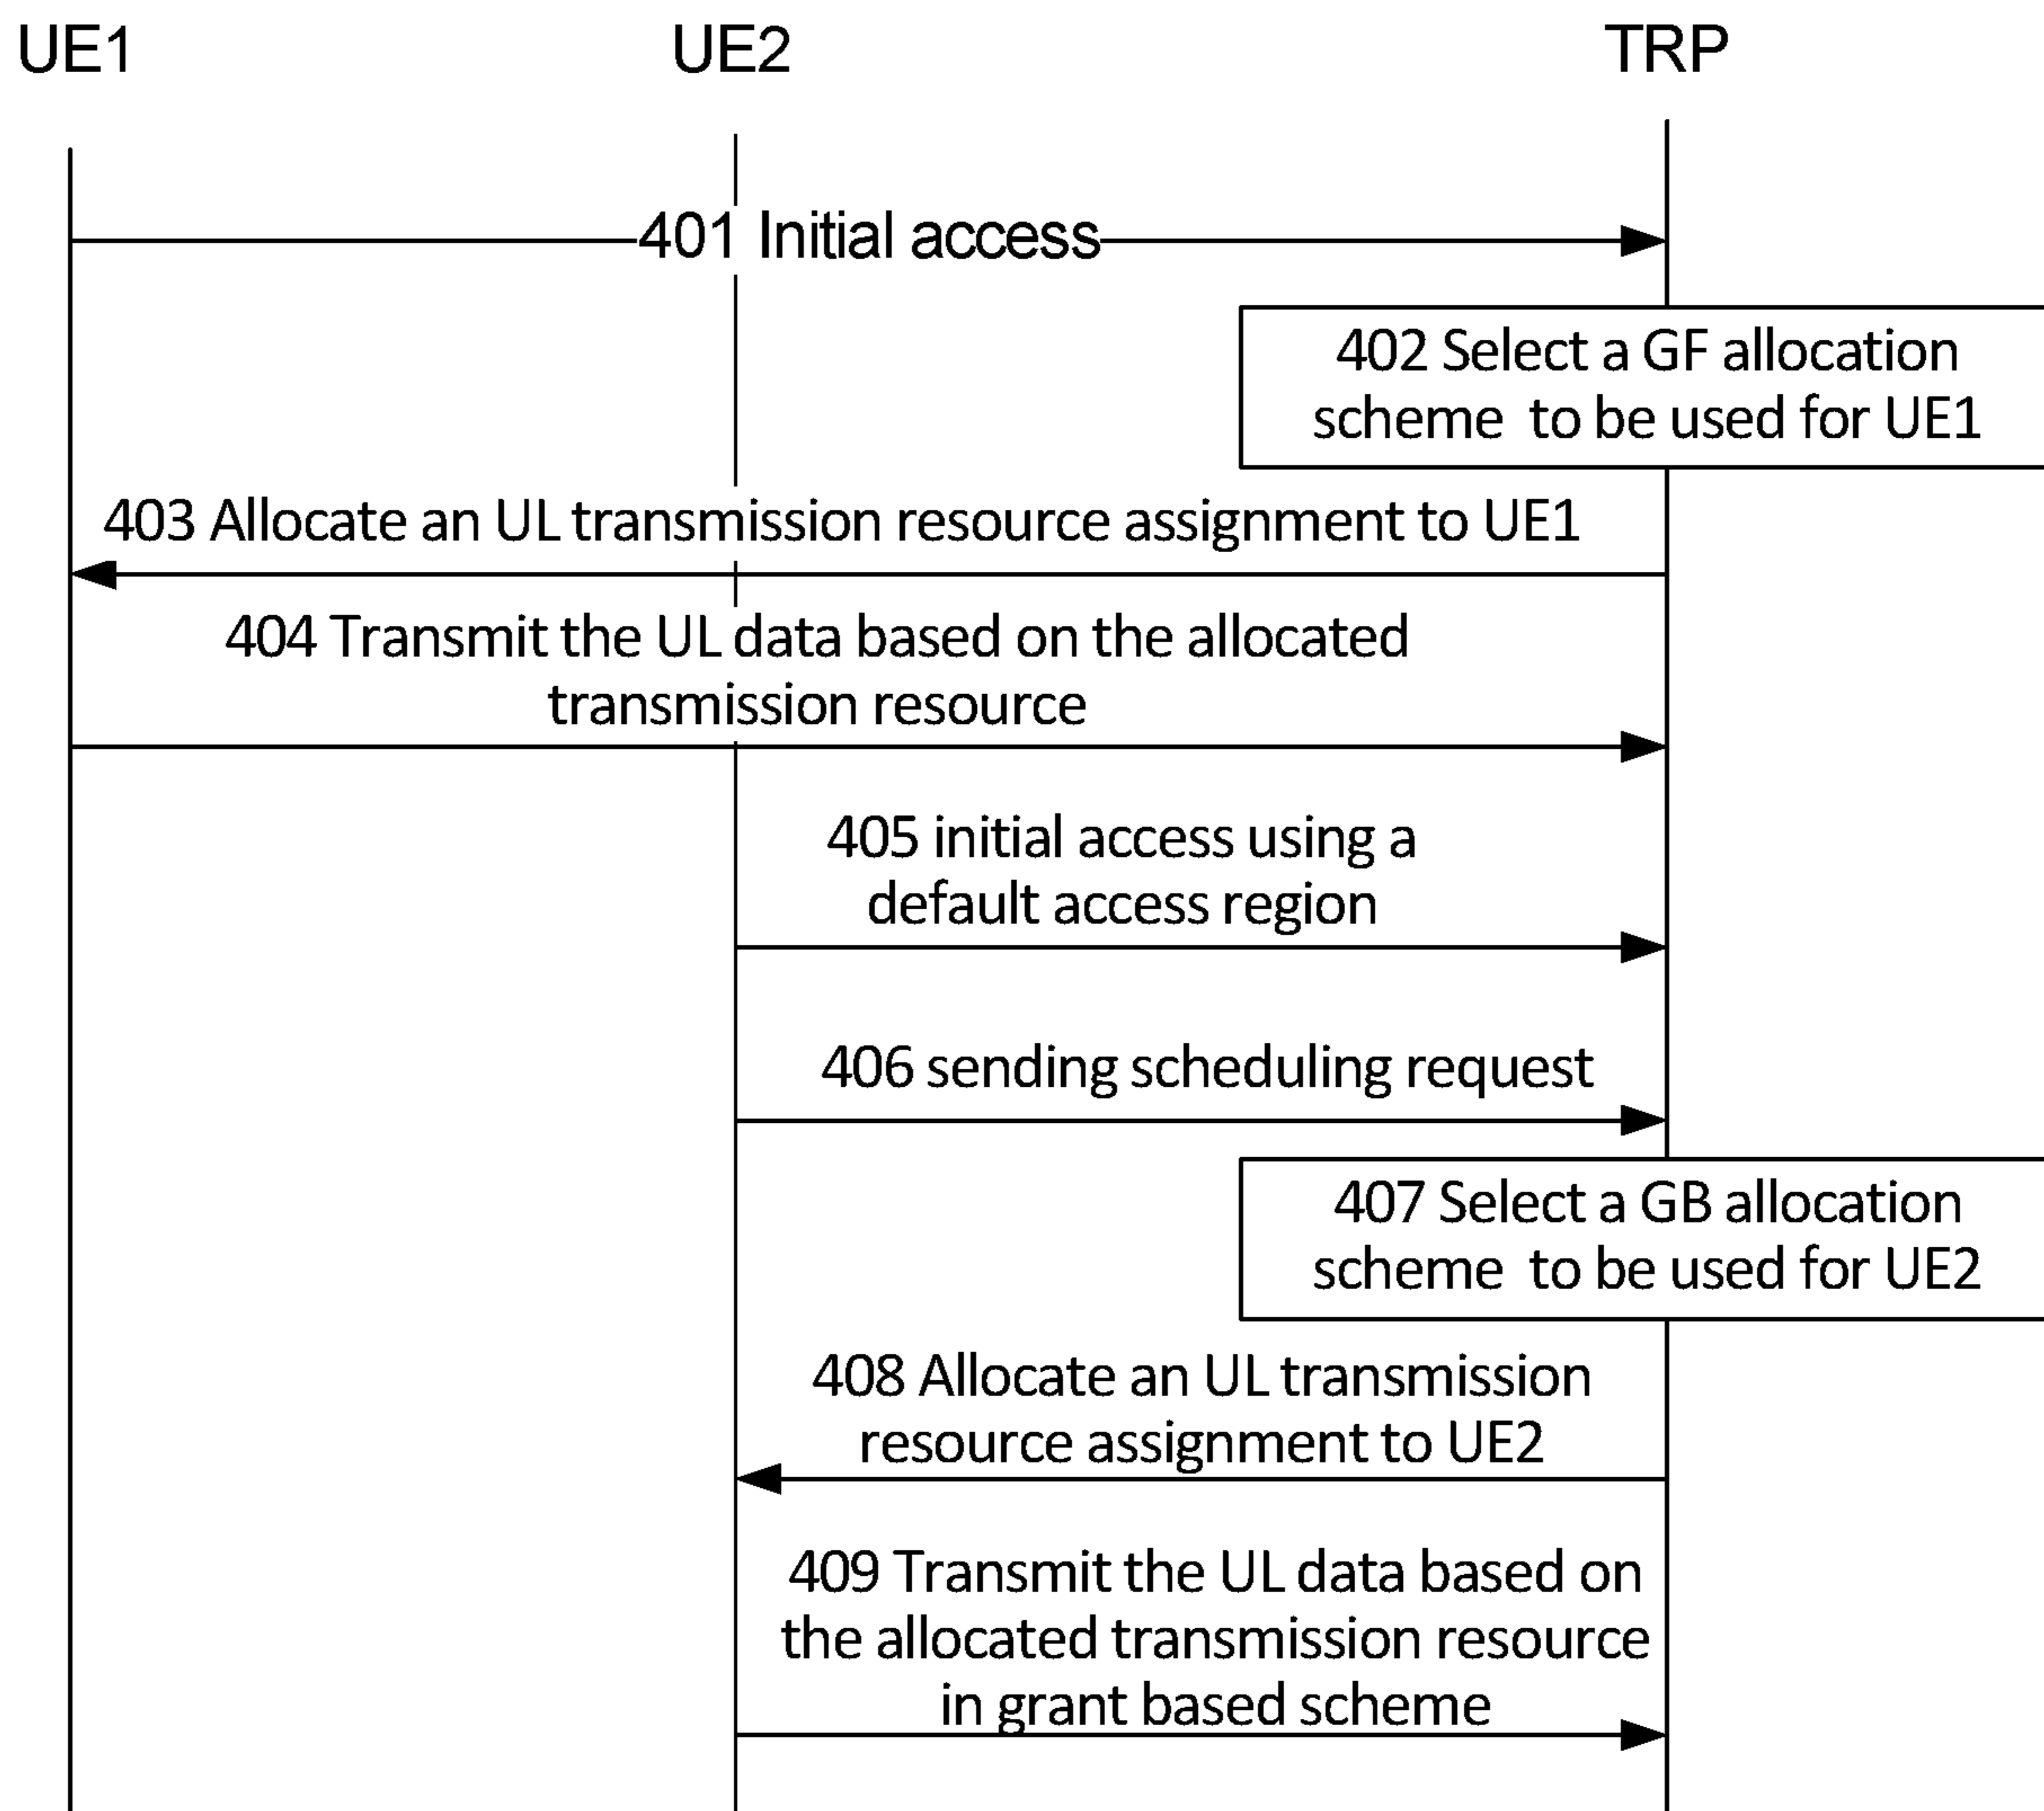 UE1
UE2
TRP
401 Initial access
402 Select a GF allocation
scheme to be used for UE1
403 Allocate an UL transmission resource assignment to UE1
404 Transmit the UL data based on the allocated
transmission resource
405 initial access using a
default access region
406 sending scheduling request
407 Select a GB allocation
scheme to be used for UE2
408 Allocate an UL transmission
resource assignment to UE2
409 Transmit the UL data based on
the allocated transmission resource
in grant based scheme